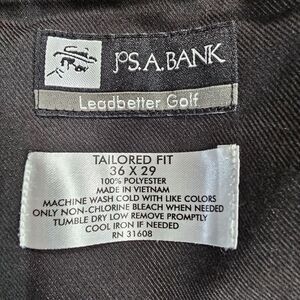 JOS. A. BANK
Leadbetter Golf
TAILORED FIT
36 X 29
100% POLYESTER
MADE IN VIETNAM
MACHINE WASH COLD WITH LIKE COLORS
ONLY NON-CHLORINE BLEACH WHEN NEEDED
TUMBLE DRY LOW REMOVE PROMPTLY
COOL IRON IF NEEDED
RN 31608